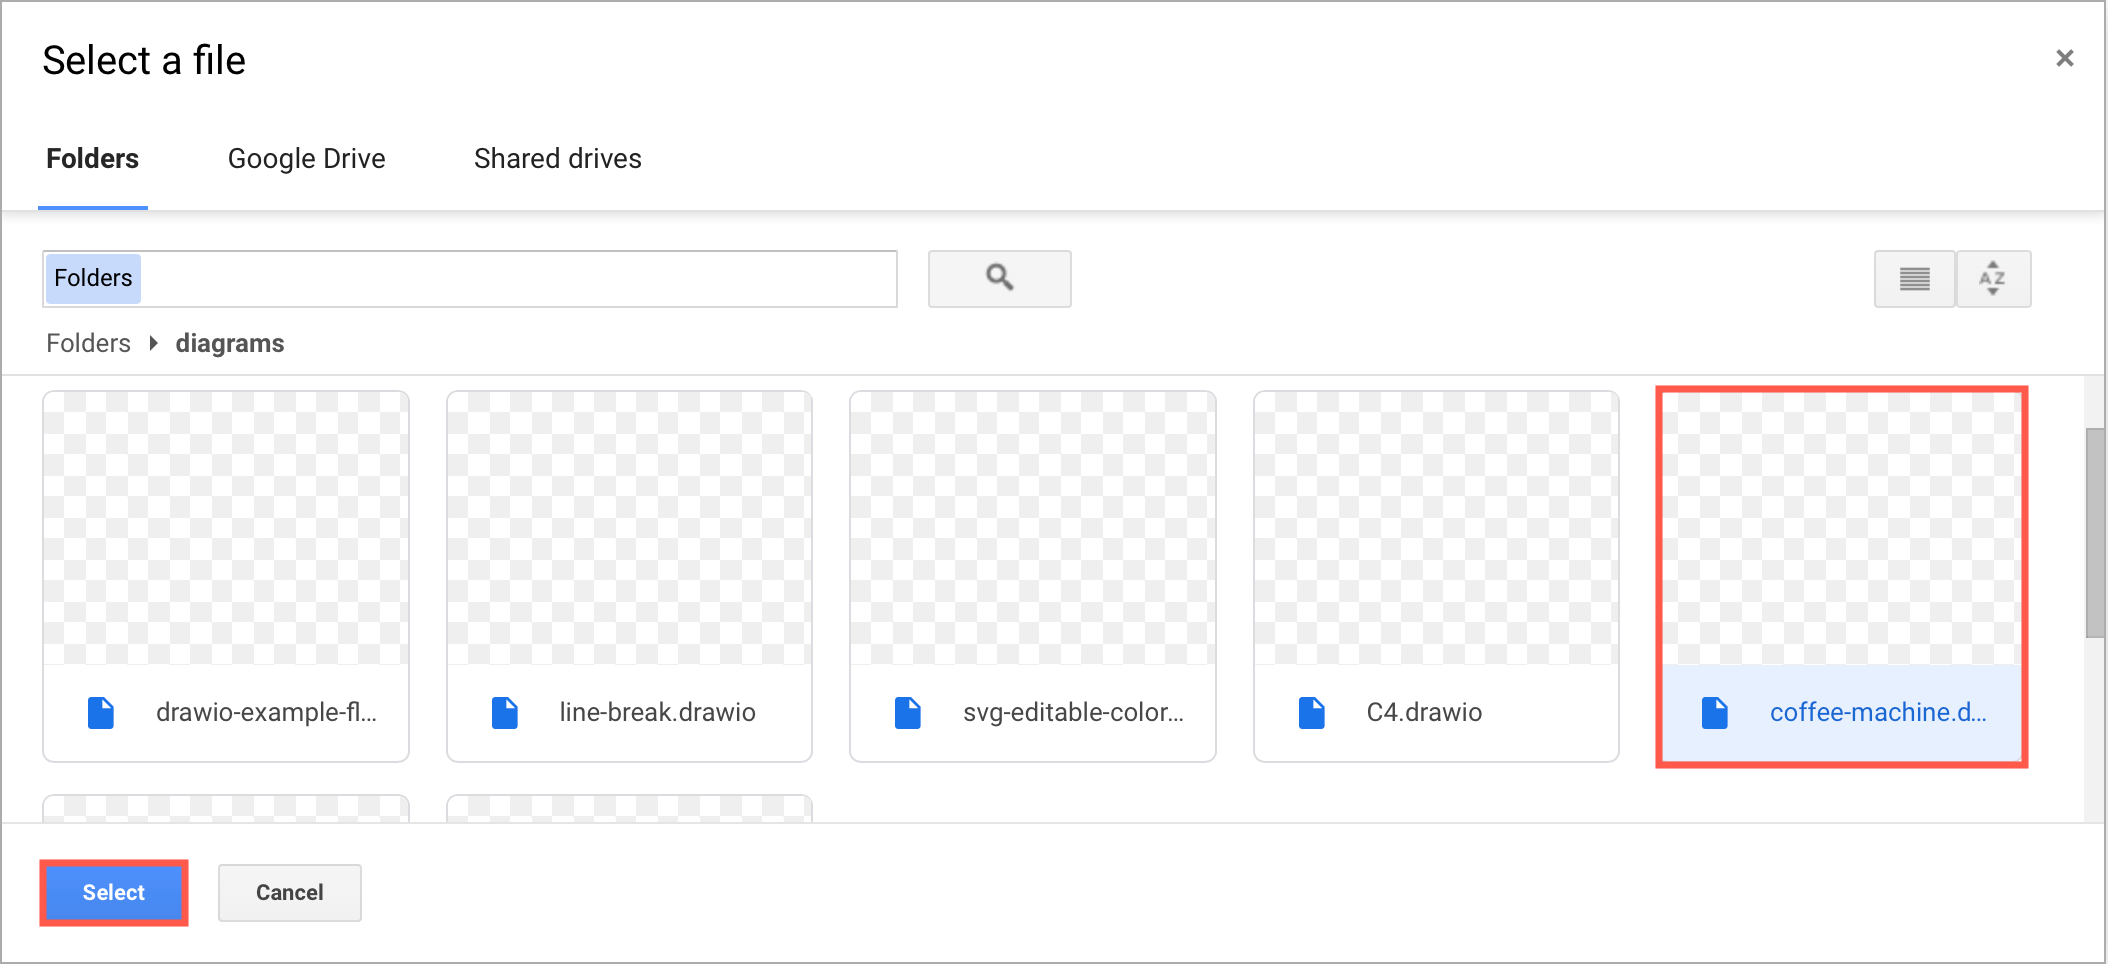 Select a file
×
Folders Google Drive Shared drives
Folders
AZ
Folders diagrams
drawio-example-fl... line-break.drawio svg-editable-color... C4.drawio coffee-machine.d...
Select Cancel